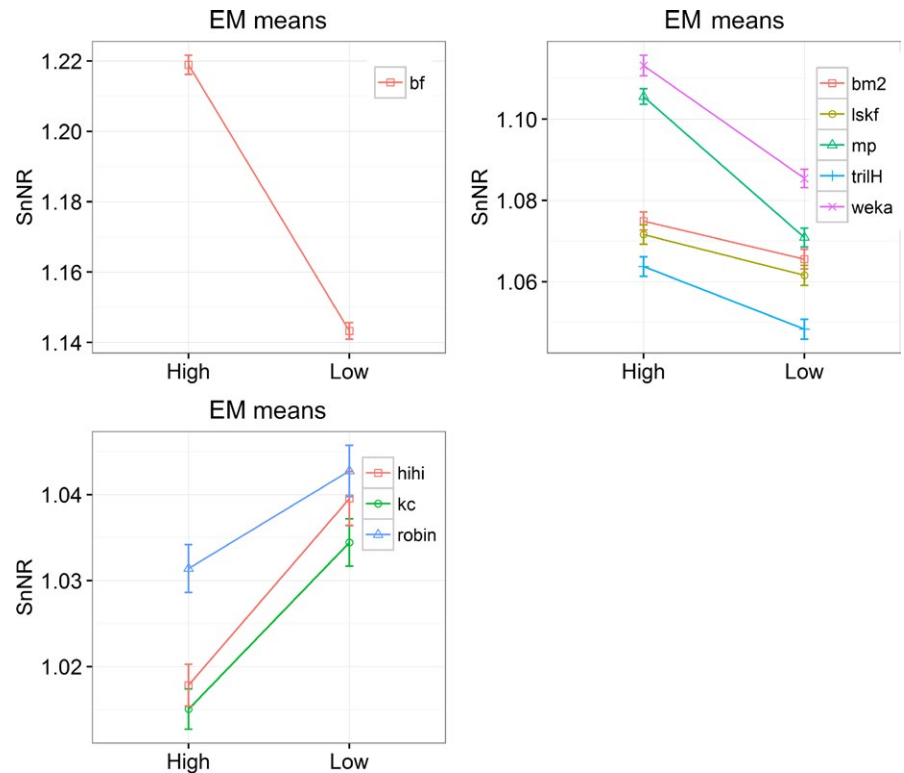 EM means
SnNR
1.22
1.20
1.18
1.16
1.14
High Low
bf
EM means
SnNR
1.10
1.08
1.06
High Low
bm2
lskf
mp
trilH
weka
EM means
SnNR
1.04
1.03
1.02
High Low
hihi
kc
robin